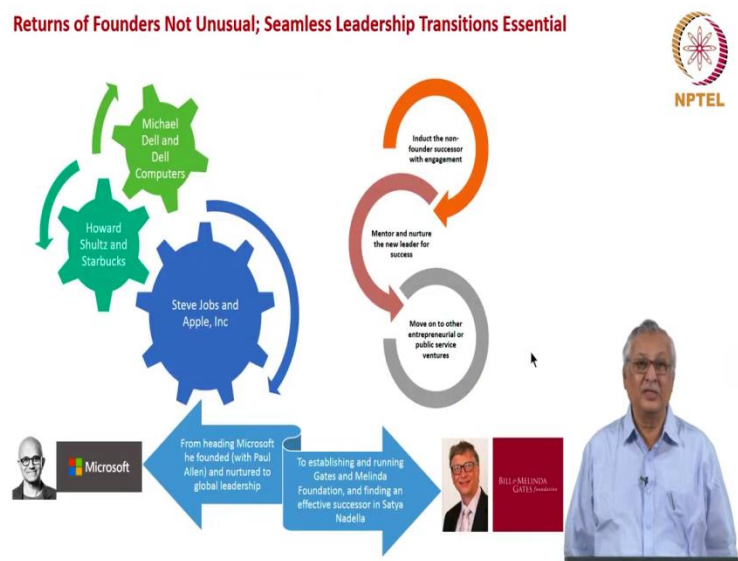 Returns of Founders Not Unusual; Seamless Leadership Transitions Essential
NPTEL
Michael
Dell and
Dell
Computers
Howard
Shultz and
Starbucks
Steve Jobs and
Apple, Inc
Induct the non-
founder successor
with engagement
Mentor and nurture
the new leader for
success
Move on to other
entrepreneurial or
public service
ventures
Microsoft
From heading Microsoft
he founded (with Paul
Allen) and nurtured to
global leadership
To establishing and running
Gates and Melinda
Foundation, and finding an
effective successor in Satya
Nadella
BILL & MELINDA
GATES foundation